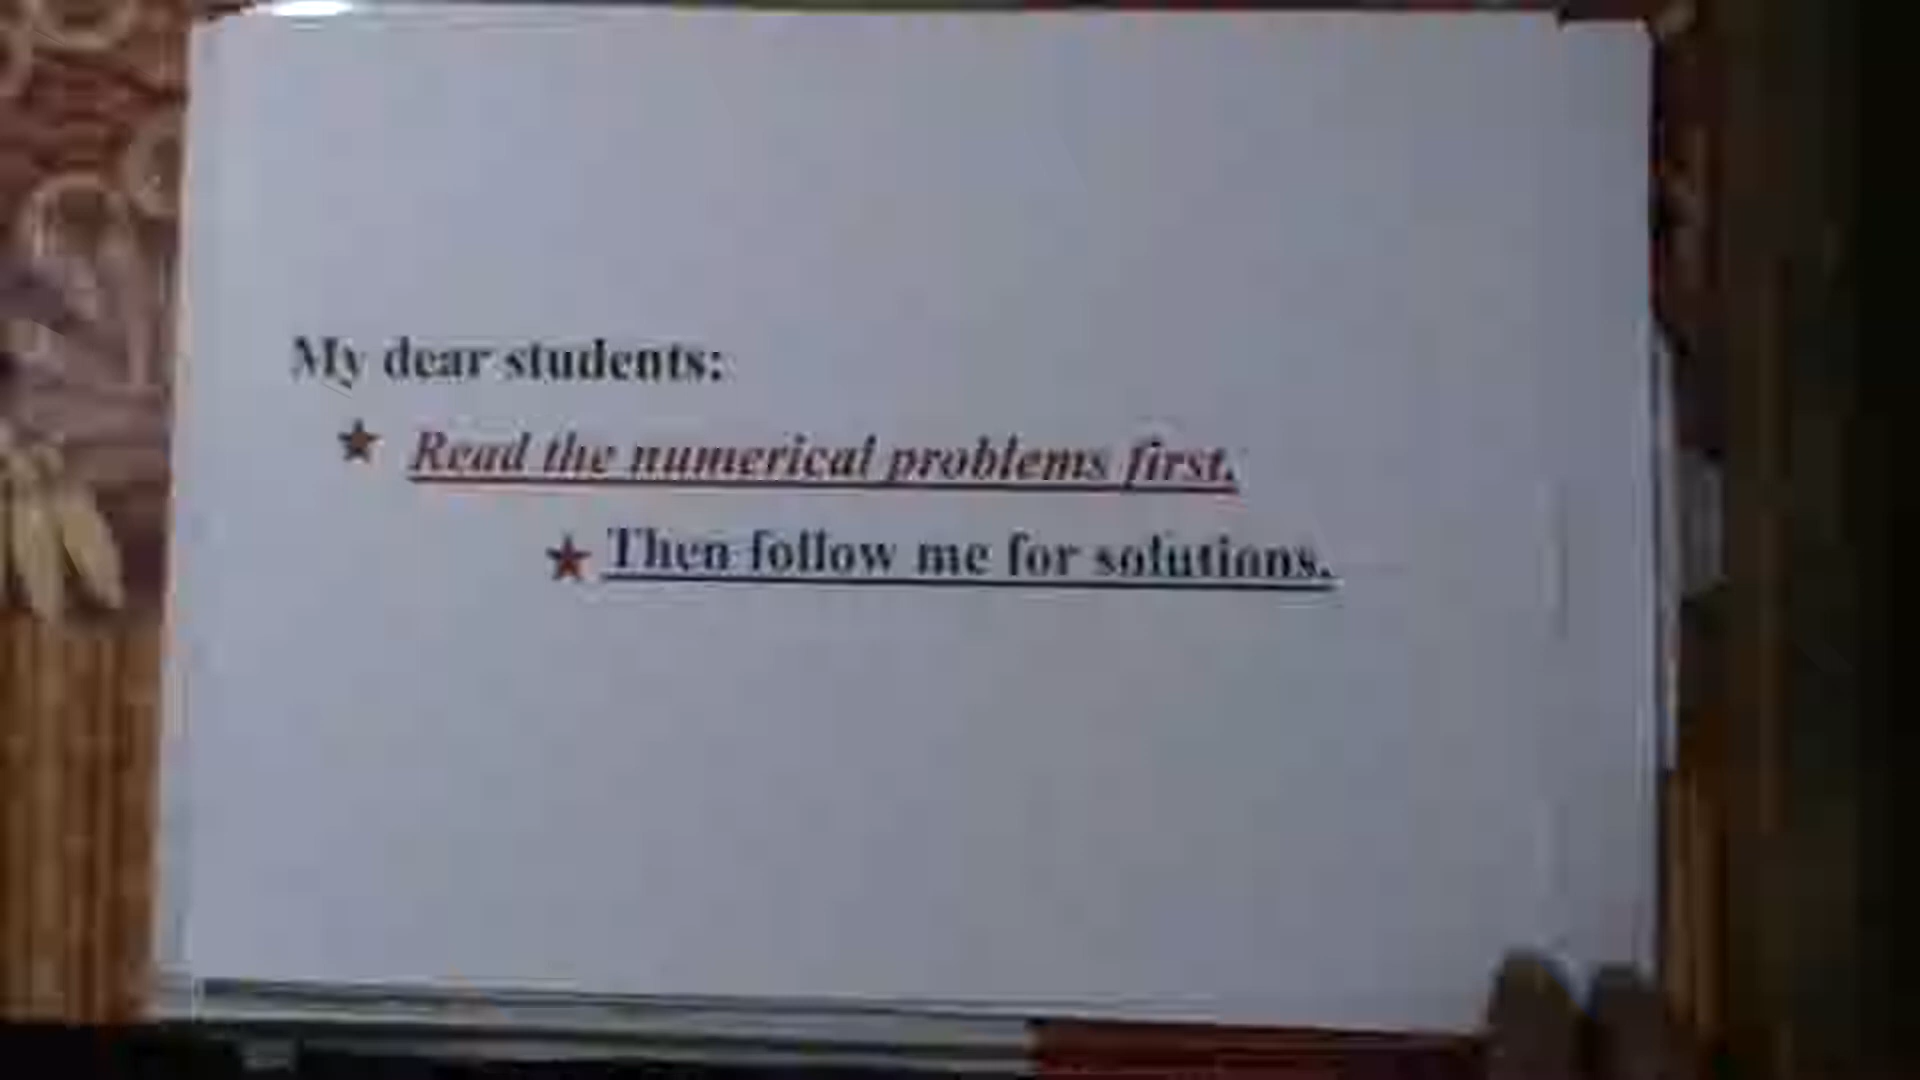 My dear students:
★ Read the numerical problems first.
★ Then follow me for solutions.